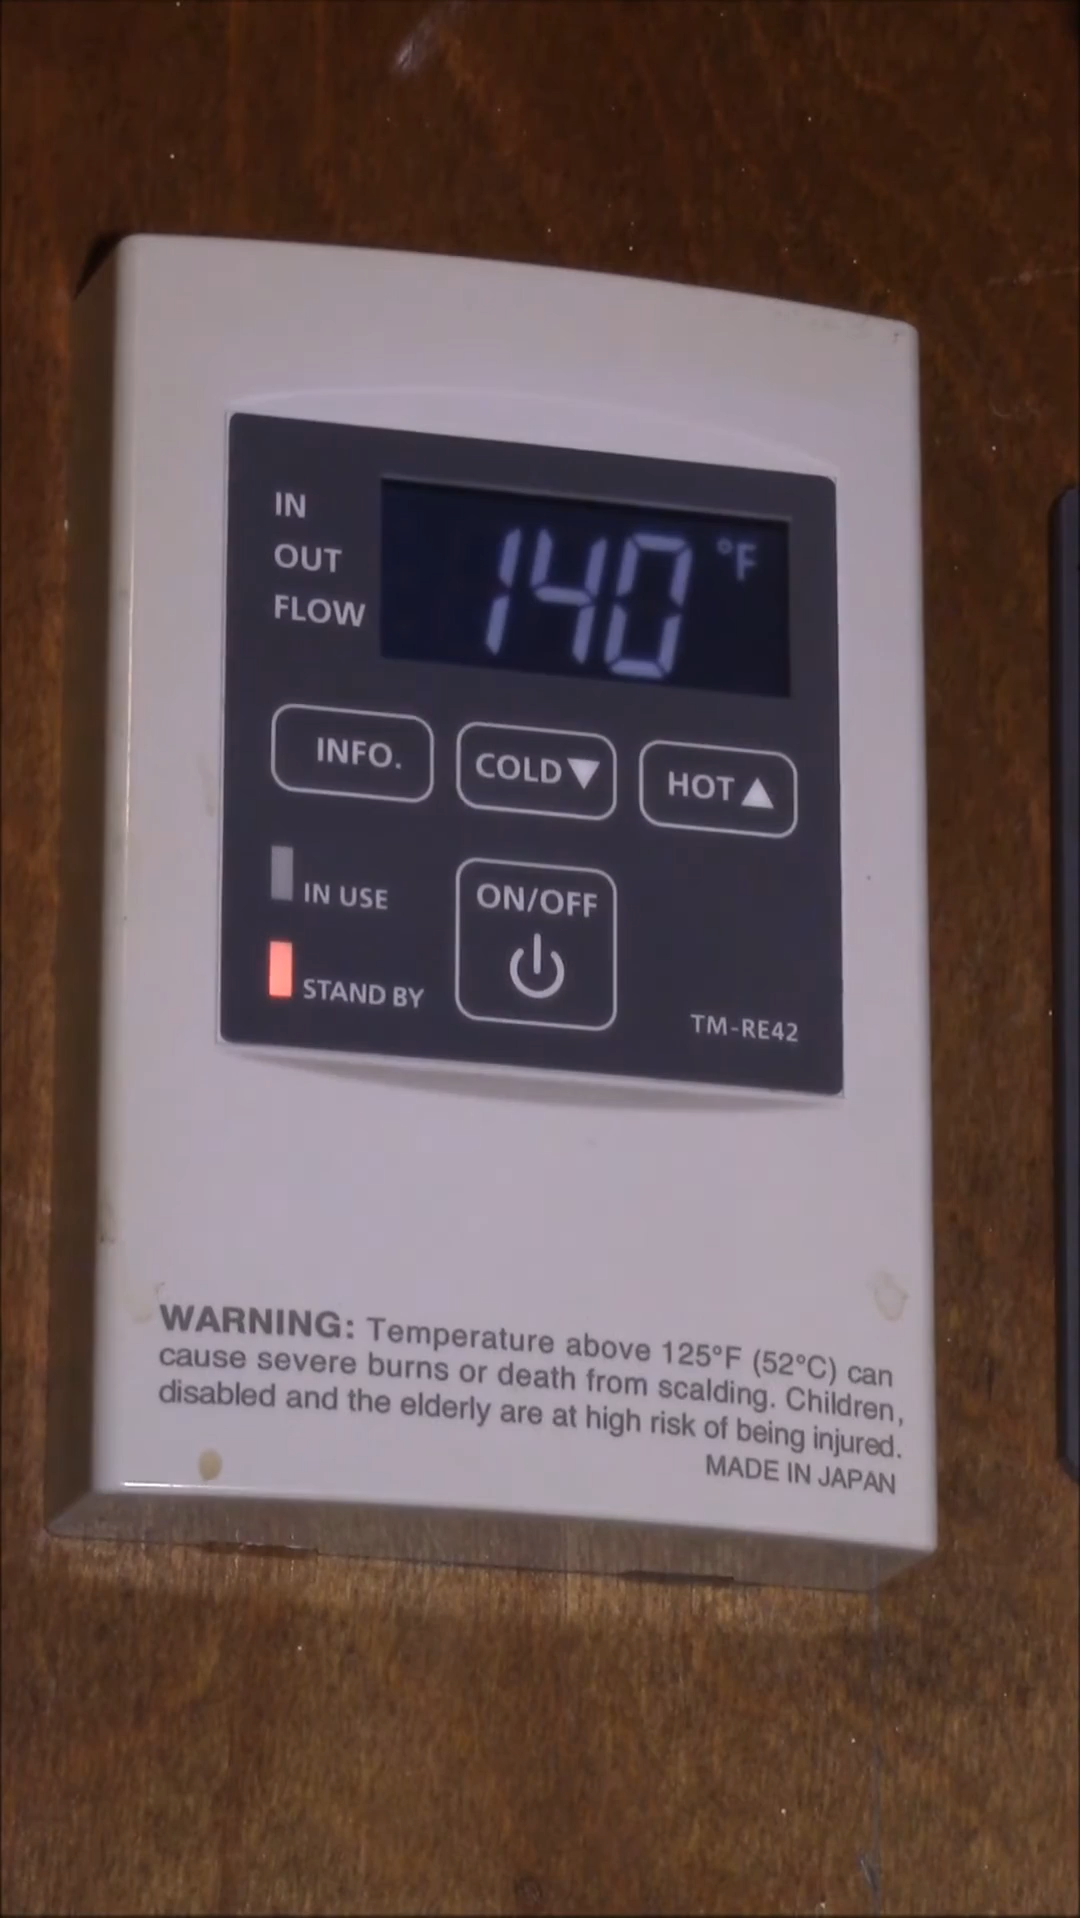 IN
OUT
FLOW
140 °F
INFO.
COLD▼
HOT▲
IN USE
ON/OFF
STAND BY
TM-RE42
WARNING: Temperature above 125°F (52°C) can
cause severe burns or death from scalding. Children,
disabled and the elderly are at high risk of being injured.
MADE IN JAPAN